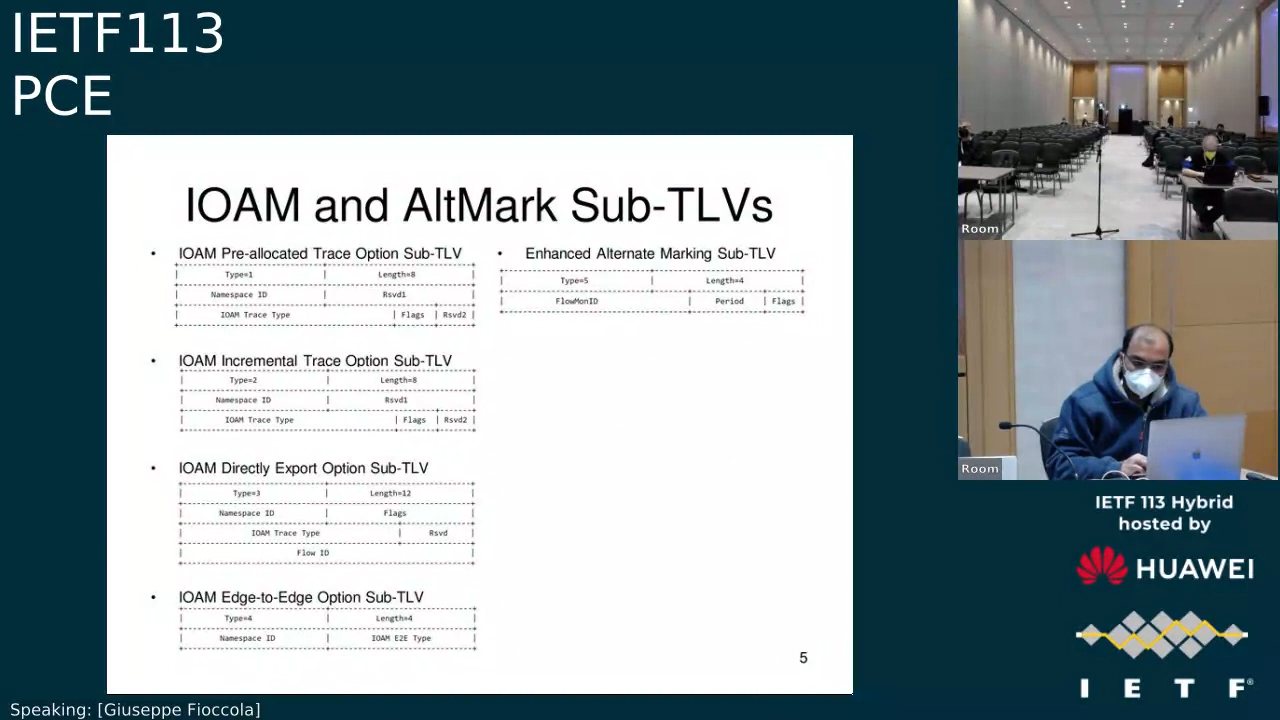 IETF113
PCE
IOAM and AltMark Sub-TLVs
• IOAM Pre-allocated Trace Option Sub-TLV
Type=1 | Length=8
Namespace ID | Rsvd1
IOAM Trace Type | Flags | Rsvd2
• IOAM Incremental Trace Option Sub-TLV
Type=2 | Length=8
Namespace ID | Rsvd1
IOAM Trace Type | Flags | Rsvd2
• IOAM Directly Export Option Sub-TLV
Type=3 | Length=12
Namespace ID | Flags
IOAM Trace Type | Rsvd
Flow ID
• IOAM Edge-to-Edge Option Sub-TLV
Type=4 | Length=4
Namespace ID | IOAM E2E Type
• Enhanced Alternate Marking Sub-TLV
Type=5 | Length=4
FlowMonID | Period | Flags
5
Room
Room
IETF 113 Hybrid
hosted by
HUAWEI
IETF®
Speaking: [Giuseppe Fioccola]